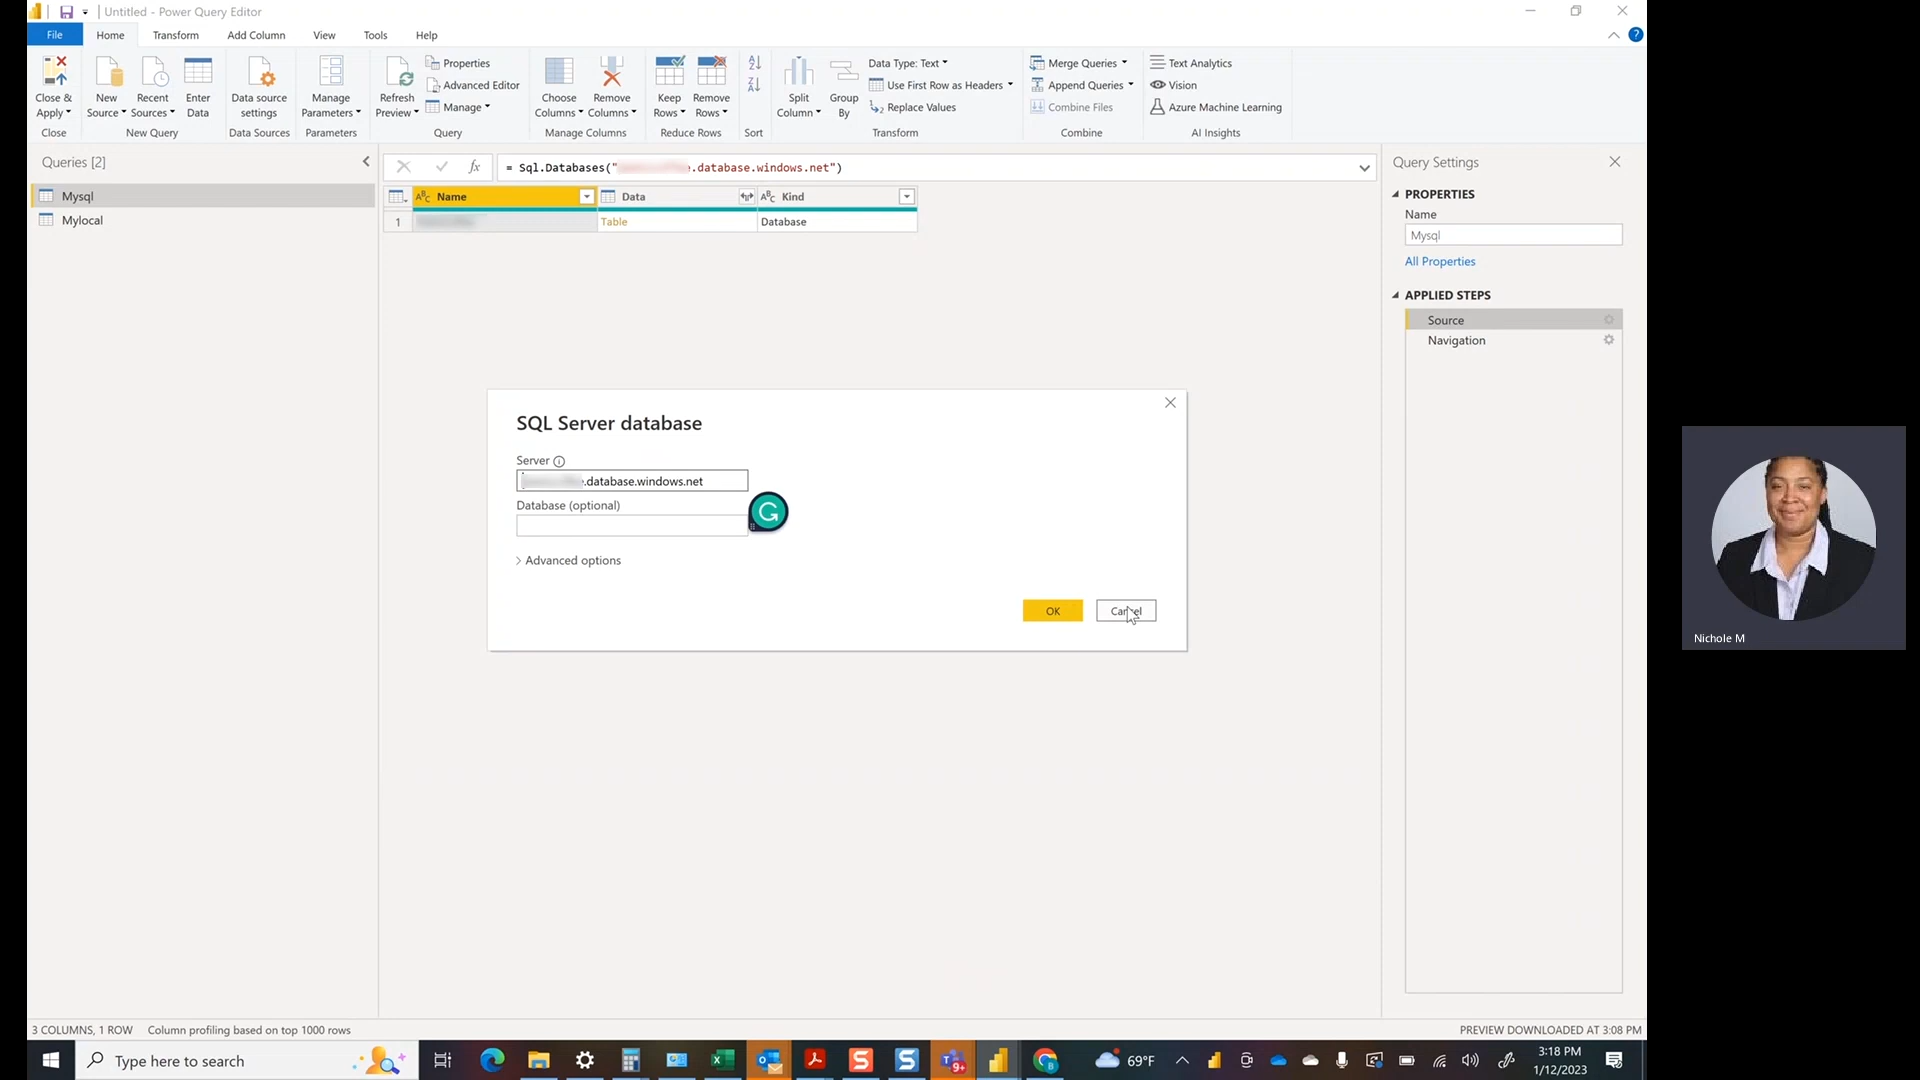 Untitled - Power Query Editor
File Home Transform Add Column View Tools Help
Close & Apply
New Source
Recent Sources
Enter Data
Data source settings
Manage Parameters
Refresh Preview
Properties
Advanced Editor
Manage
Choose Columns
Remove Columns
Keep Rows
Remove Rows
Split Column
Group By
Data Type: Text
Use First Row as Headers
Replace Values
Merge Queries
Append Queries
Combine Files
Text Analytics
Vision
Azure Machine Learning
Close New Query Data Sources Parameters Query Manage Columns Reduce Rows Sort Transform Combine AI Insights
Queries [2]
Mysql
Mylocal
fx = Sql.Databases(" .database.windows.net")
ABC Name Data ABC Kind
1 Table Database
SQL Server database
Server
.database.windows.net
Database (optional)
Advanced options
OK Cancel
Query Settings
PROPERTIES
Name
Mysql
All Properties
APPLIED STEPS
Source
Navigation
Nichole M
3 COLUMNS, 1 ROW Column profiling based on top 1000 rows
PREVIEW DOWNLOADED AT 3:08 PM
Type here to search
9+
69°F
3:18 PM
1/12/2023